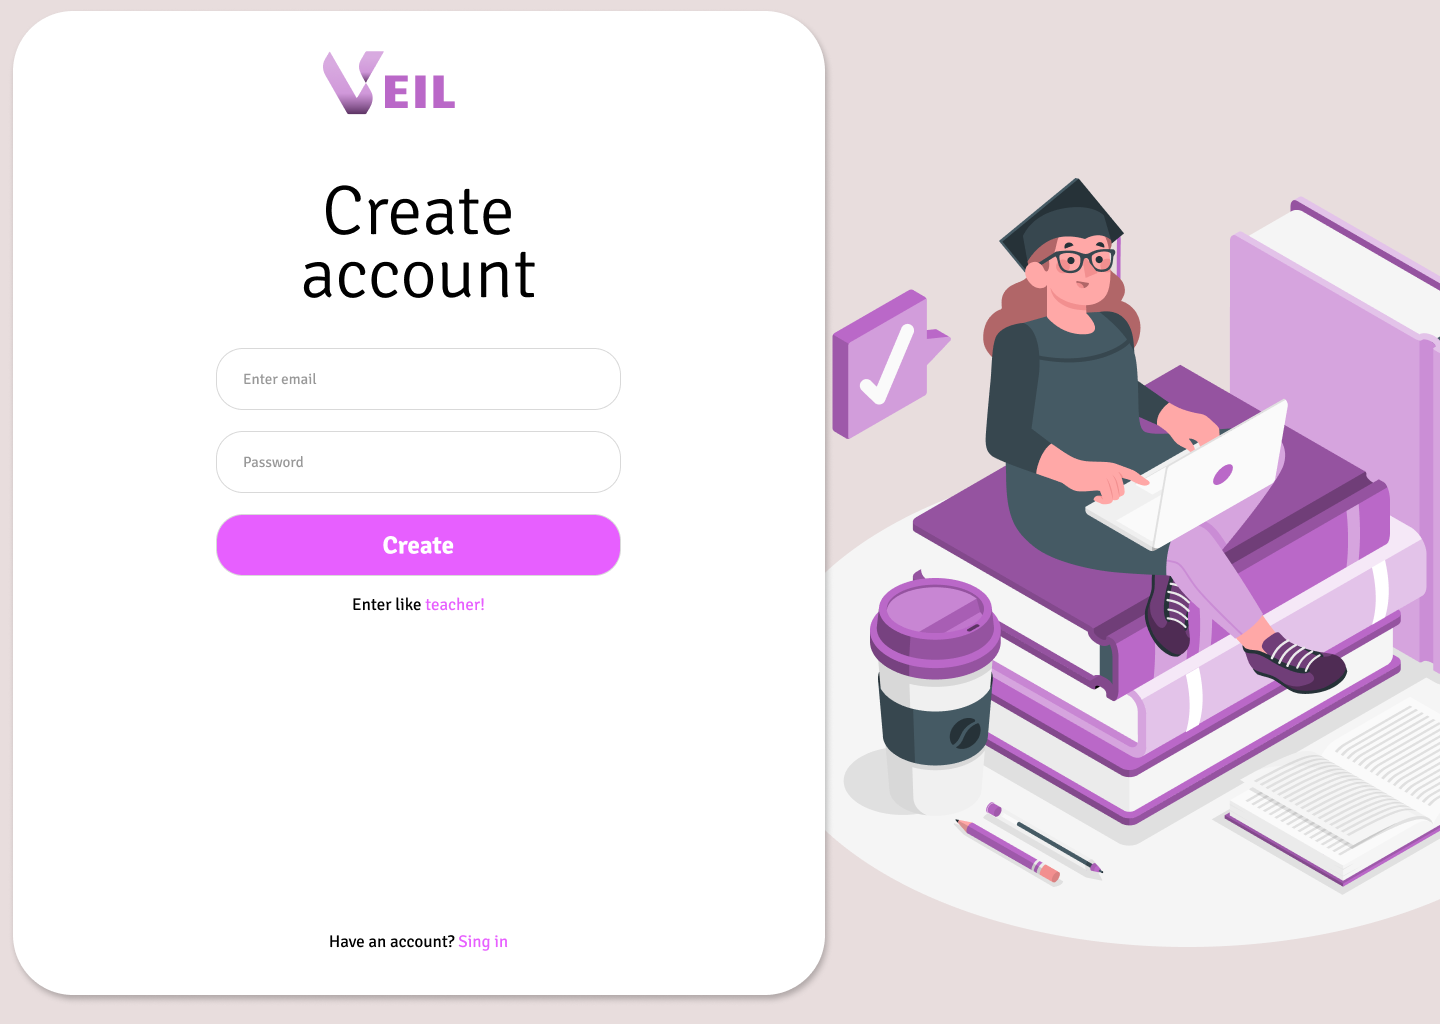 VEIL
Create
account
Enter email
Password
Create
Enter like teacher!
Have an account? Sing in